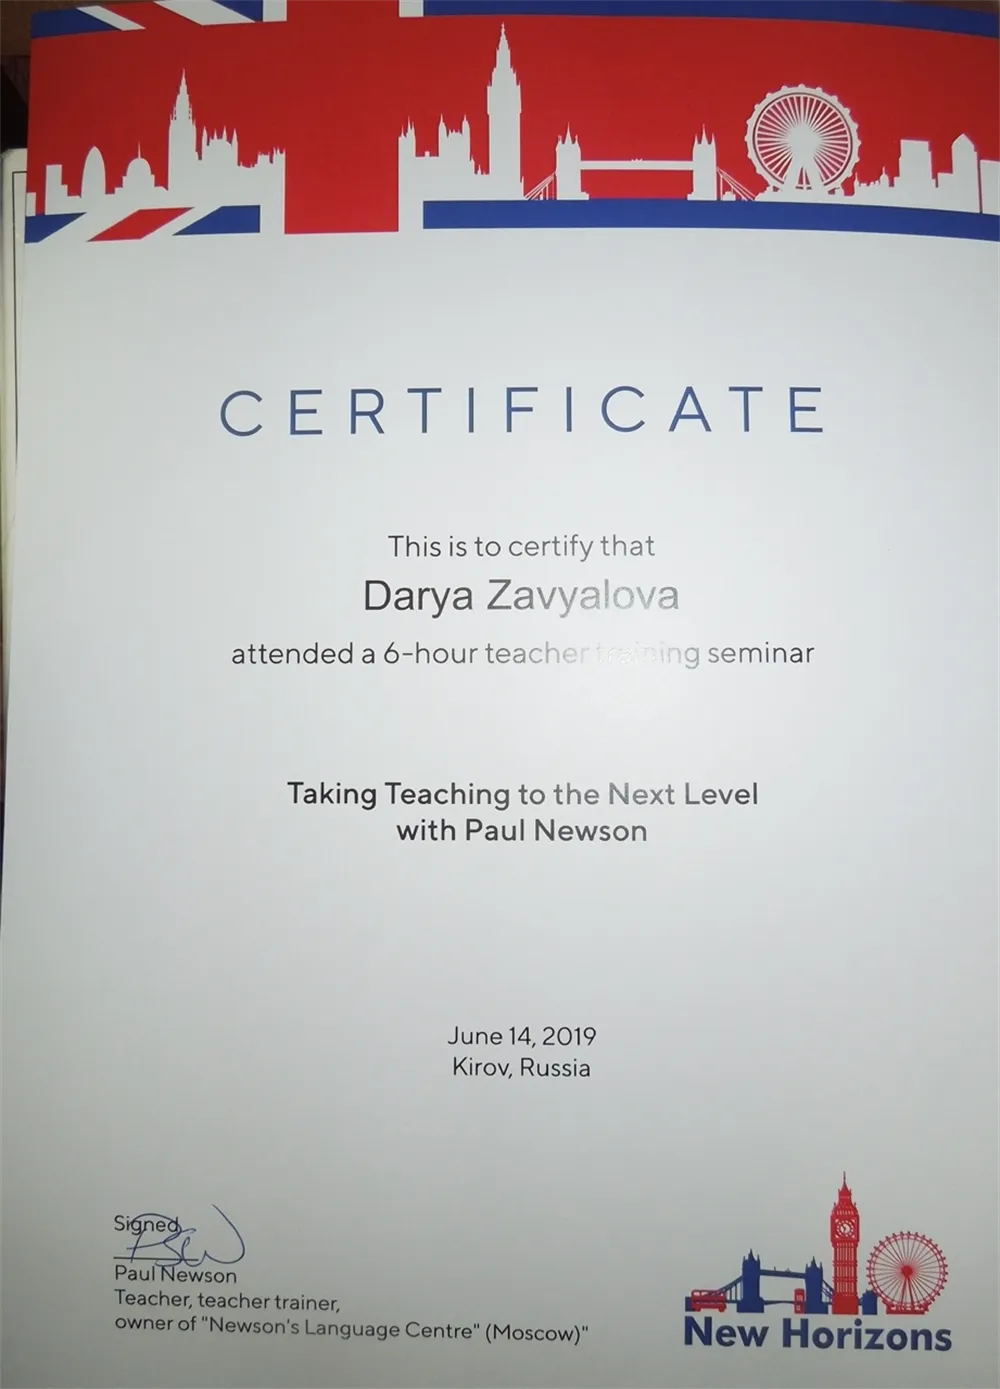 CERTIFICATE
This is to certify that
Darya Zavyalova
attended a 6-hour teacher training seminar
Taking Teaching to the Next Level
with Paul Newson
June 14, 2019
Kirov, Russia
Signed
Paul Newson
Teacher, teacher trainer,
owner of "Newson's Language Centre" (Moscow)"
New Horizons